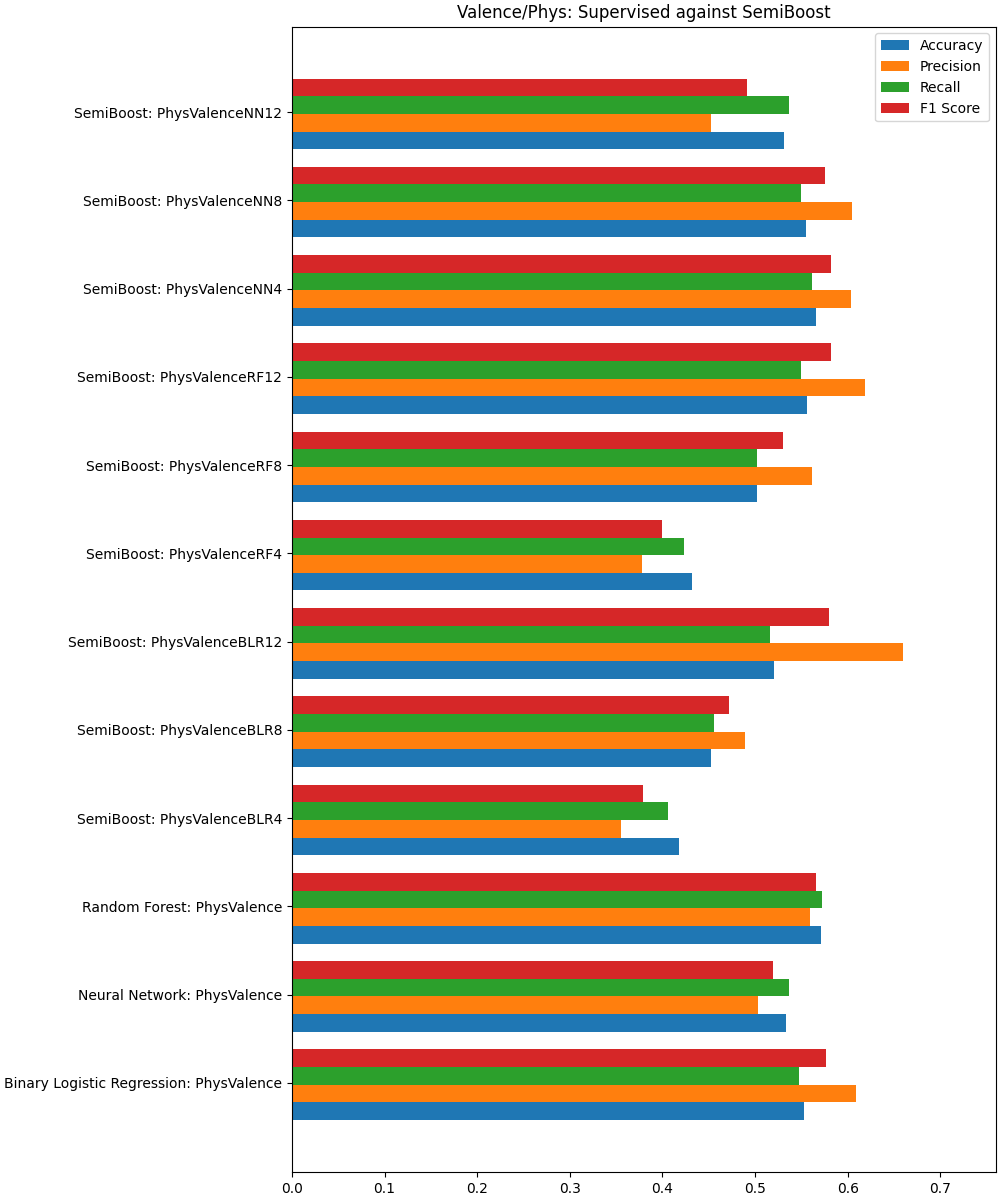 Valence/Phys: Supervised against SemiBoost
Accuracy
Precision
Recall
F1 Score
SemiBoost: PhysValenceNN12
SemiBoost: PhysValenceNN8
SemiBoost: PhysValenceNN4
SemiBoost: PhysValenceRF12
SemiBoost: PhysValenceRF8
SemiBoost: PhysValenceRF4
SemiBoost: PhysValenceBLR12
SemiBoost: PhysValenceBLR8
SemiBoost: PhysValenceBLR4
Random Forest: PhysValence
Neural Network: PhysValence
Binary Logistic Regression: PhysValence
0.0 0.1 0.2 0.3 0.4 0.5 0.6 0.7